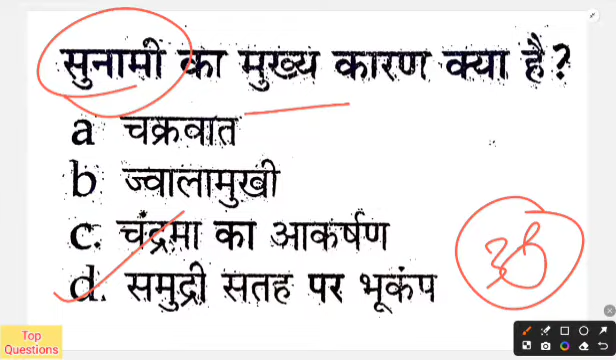 सुनामी का मुख्य कारण क्या है?
a चक्रवात
b ज्वालामुखी
c. चंद्रमा का आकर्षण
d. समुद्री सतह पर भूकंप
Top
Questions